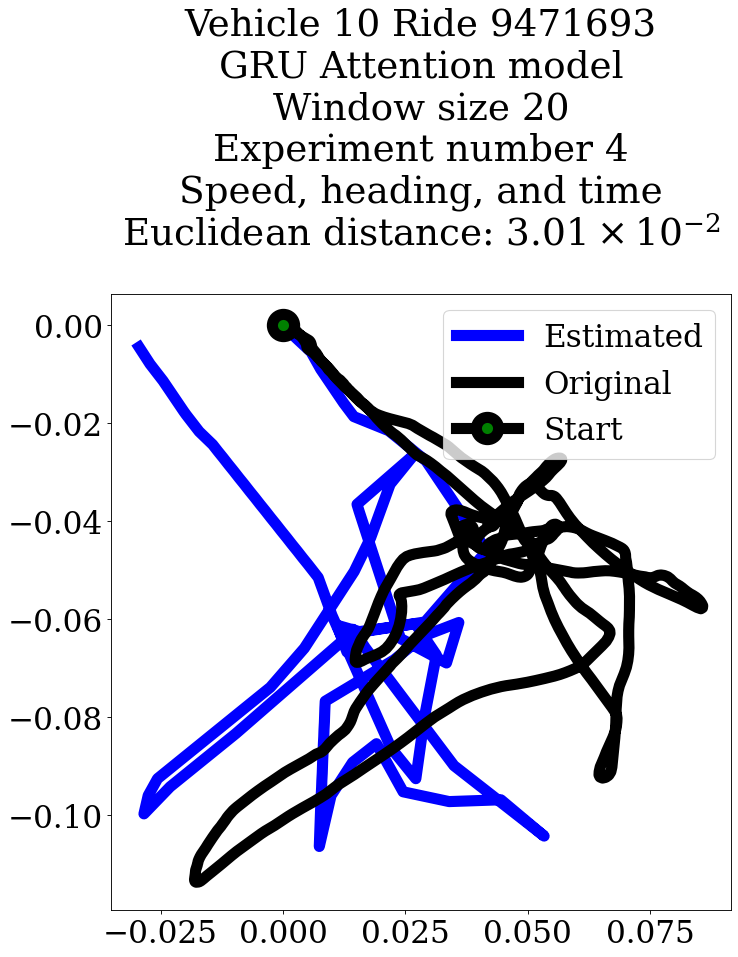 Vehicle 10 Ride 9471693
GRU Attention model
Window size 20
Experiment number 4
Speed, heading, and time
Euclidean distance: 3.01 × 10⁻²
Estimated
Original
Start
0.00
−0.02
−0.04
−0.06
−0.08
−0.10
−0.025 0.000 0.025 0.050 0.075